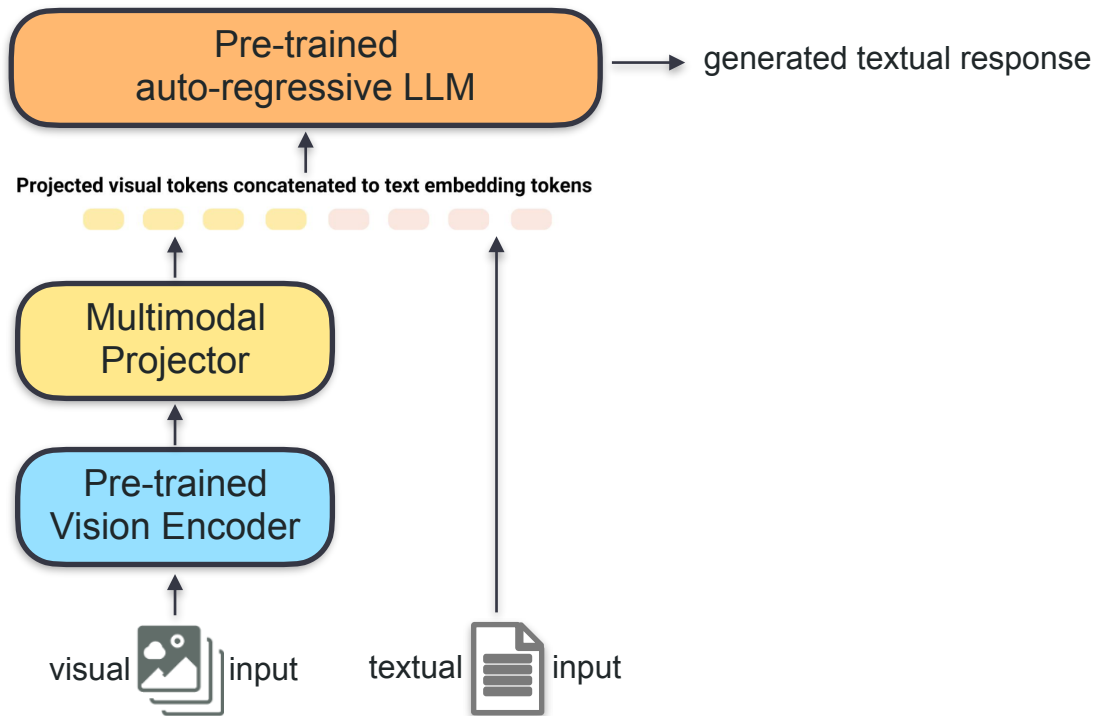 Pre-trained
auto-regressive LLM
generated textual response
Projected visual tokens concatenated to text embedding tokens
Multimodal
Projector
Pre-trained
Vision Encoder
visual input
textual input